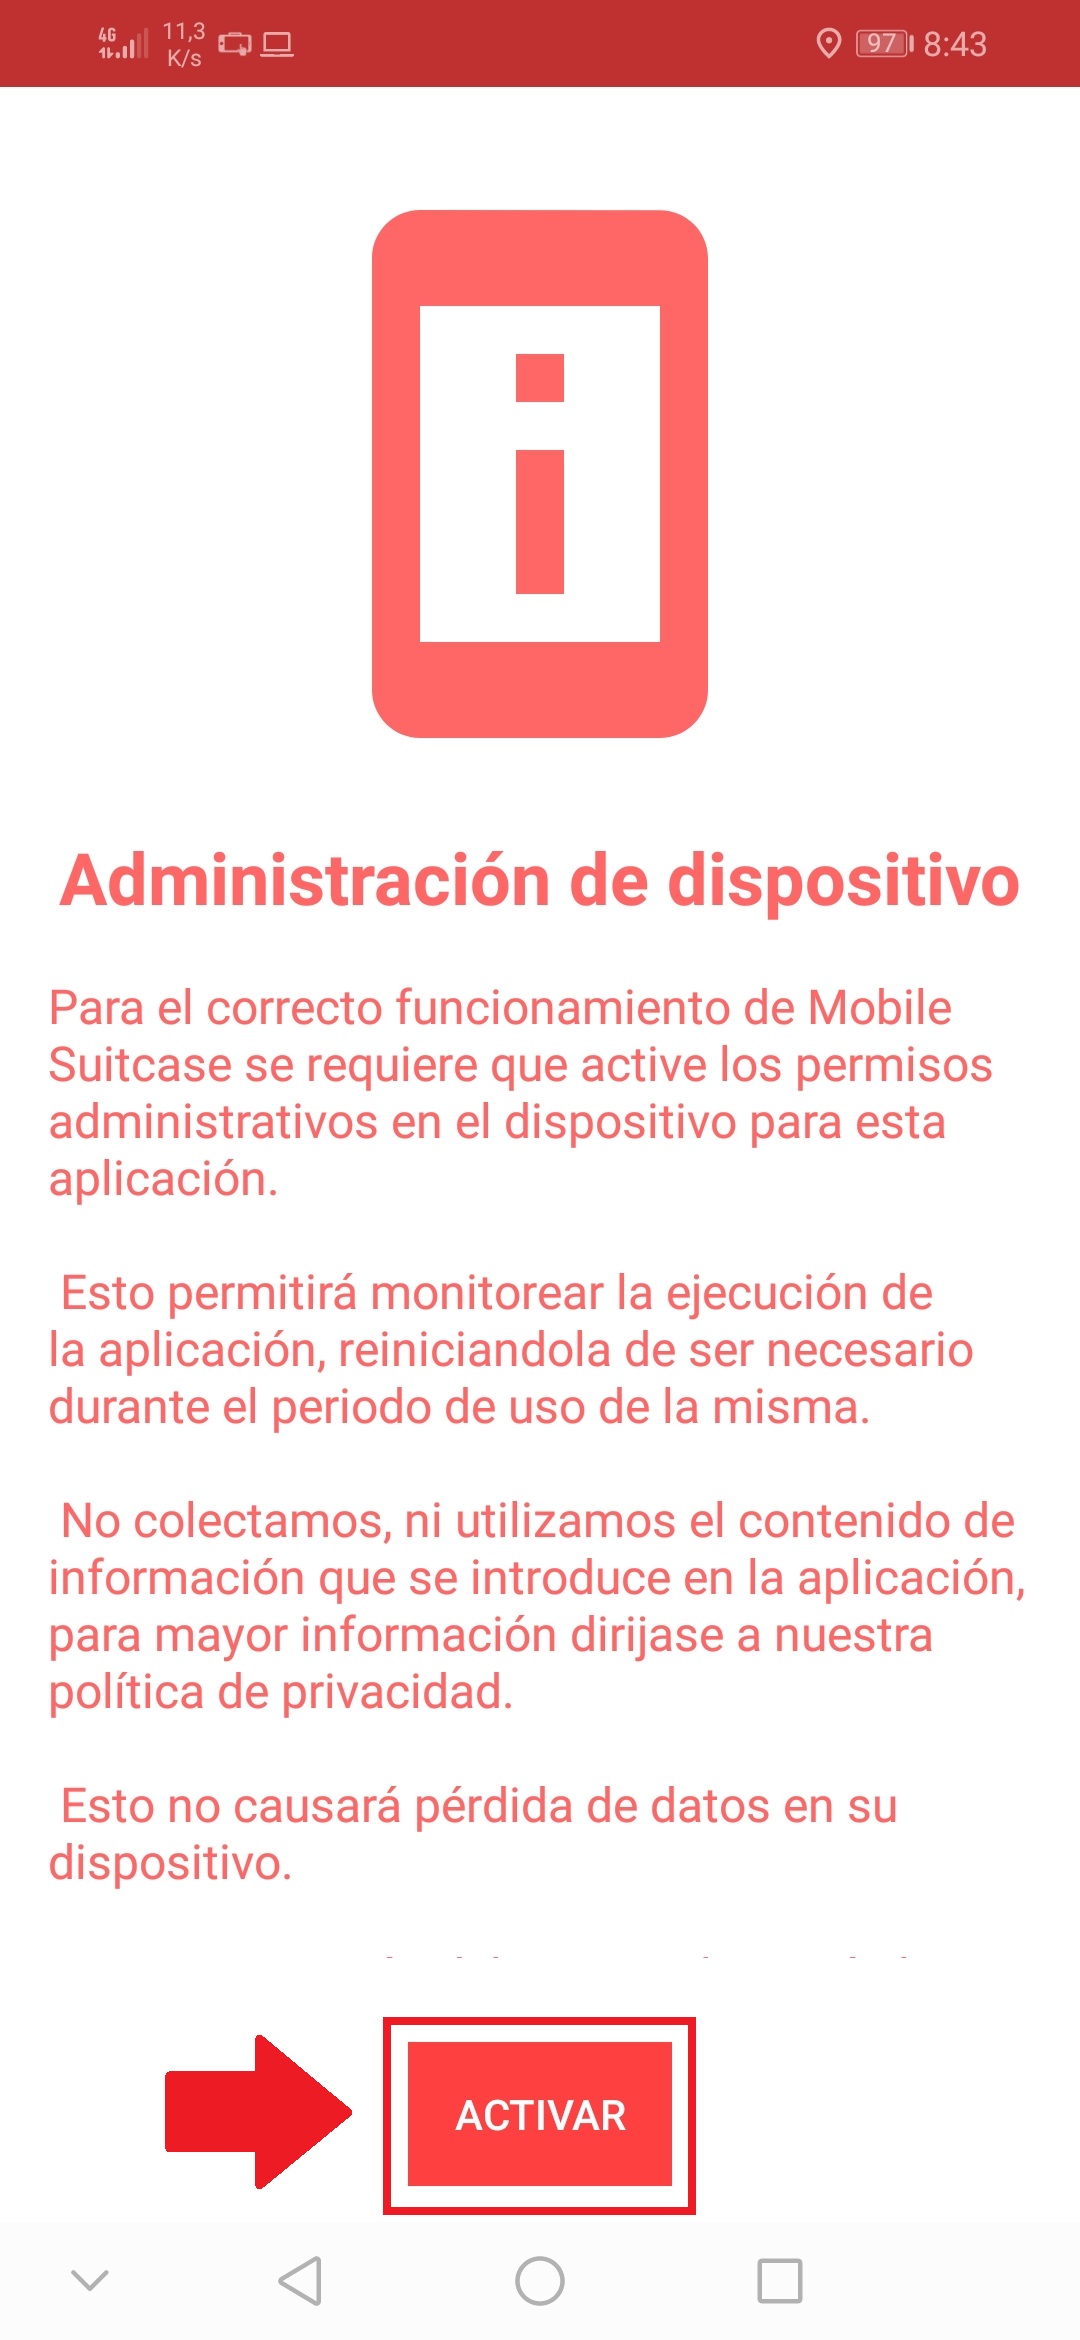 4G 11,3 97 8:43
K/s
Administración de dispositivo
Para el correcto funcionamiento de Mobile
Suitcase se requiere que active los permisos
administrativos en el dispositivo para esta
aplicación.
Esto permitirá monitorear la ejecución de
la aplicación, reiniciandola de ser necesario
durante el periodo de uso de la misma.
No colectamos, ni utilizamos el contenido de
información que se introduce en la aplicación,
para mayor información dirijase a nuestra
política de privacidad.
Esto no causará pérdida de datos en su
dispositivo.
ACTIVAR